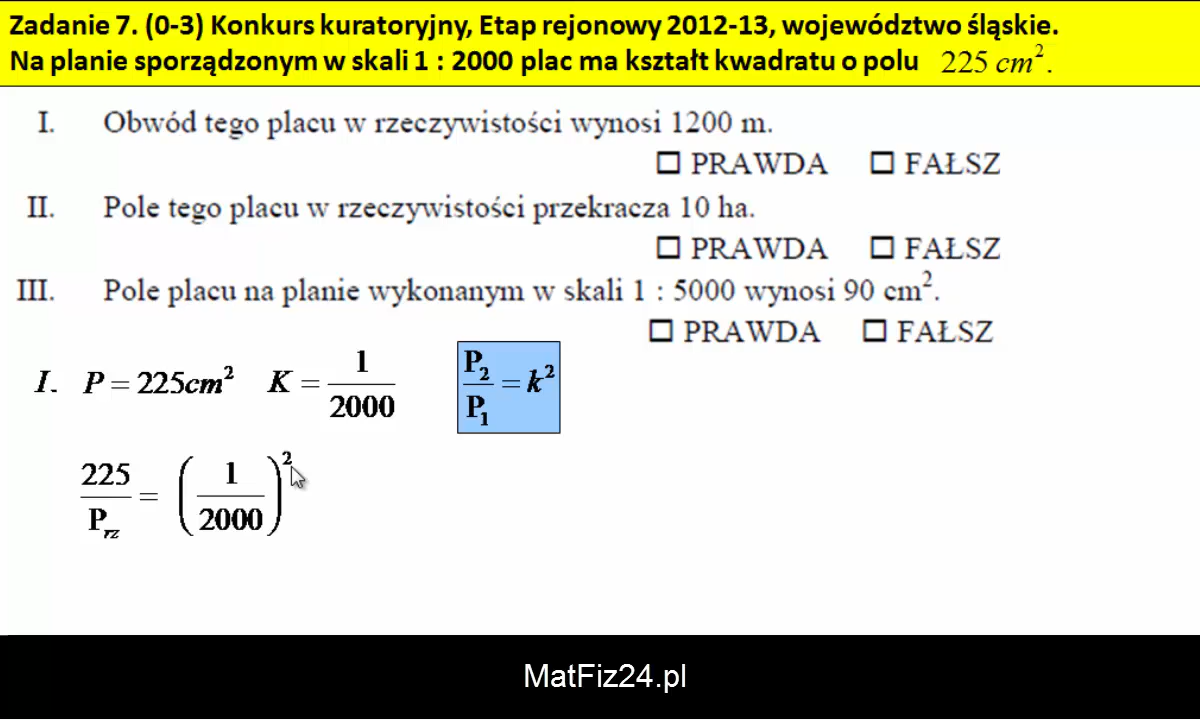 Zadanie 7. (0-3) Konkurs kuratoryjny, Etap rejonowy 2012-13, województwo śląskie.
Na planie sporządzonym w skali 1 : 2000 plac ma kształt kwadratu o polu 225 cm².
I. Obwód tego placu w rzeczywistości wynosi 1200 m.
☐ PRAWDA ☐ FAŁSZ
II. Pole tego placu w rzeczywistości przekracza 10 ha.
☐ PRAWDA ☐ FAŁSZ
III. Pole placu na planie wykonanym w skali 1 : 5000 wynosi 90 cm².
☐ PRAWDA ☐ FAŁSZ
I. P = 225cm² K = 1/2000 P₂/P₁ = k²
225/P_rz = (1/2000)²
MatFiz24.pl